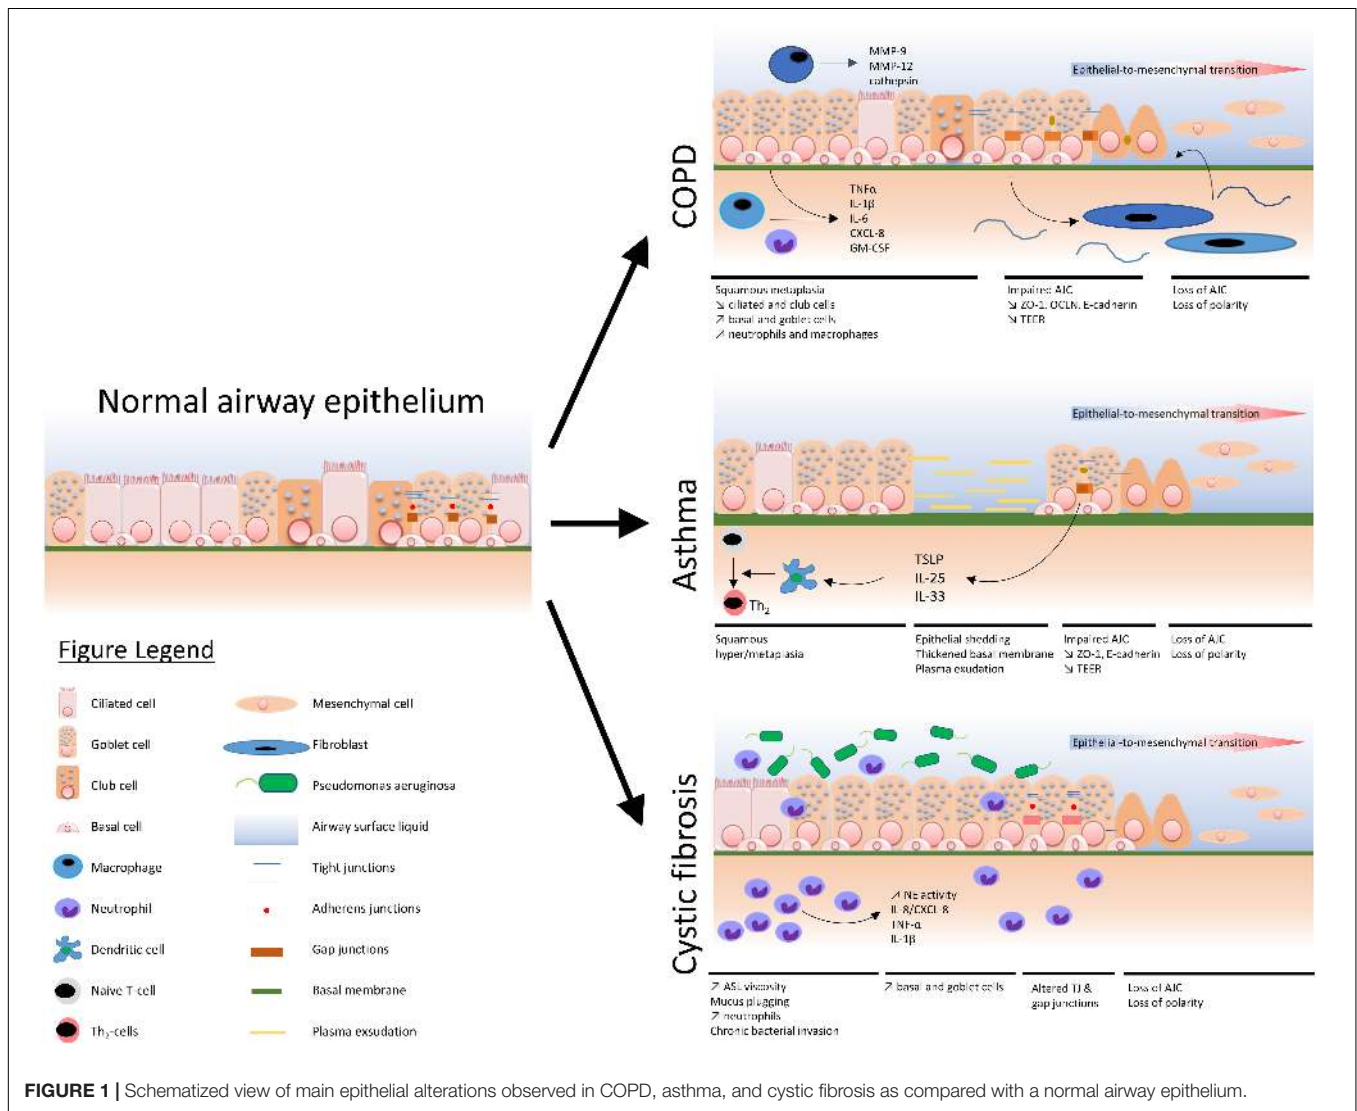 MMP-9
MMP-12
cathepsin
Epithelial-to-mesenchymal transition
COPD
TNFα
IL-1β
IL-6
CXCL-8
GM-CSF
Squamous metaplasia
↘ ciliated and club cells
↗ basal and goblet cells
↗ neutrophils and macrophages
Impaired AJC
↘ ZO-1, OCLN, E-cadherin
↘ TEER
Loss of AJC
Loss of polarity
Normal airway epithelium
Epithelial-to-mesenchymal transition
Asthma
Th2
TSLP
IL-25
IL-33
Squamous
hyper/metaplasia
Epithelial shedding
Thickened basal membrane
Plasma exudation
Impaired AJC
↘ ZO-1, E-cadherin
↘ TEER
Loss of AJC
Loss of polarity
Figure Legend
Ciliated cell
Goblet cell
Club cell
Basal cell
Macrophage
Neutrophil
Dendritic cell
Naive T-cell
Th2-cells
Mesenchymal cell
Fibroblast
Pseudomonas aeruginosa
Airway surface liquid
Tight junctions
Adherens junctions
Gap junctions
Basal membrane
Plasma exsudation
Epithelial-to-mesenchymal transition
Cystic fibrosis
↗ NE activity
IL-8/CXCL-8
TNF-α
IL-1β
↗ ASL viscosity
Mucus plugging
↗ neutrophils
Chronic bacterial invasion
↗ basal and goblet cells
Altered TJ &
gap junctions
Loss of AJC
Loss of polarity
FIGURE 1 | Schematized view of main epithelial alterations observed in COPD, asthma, and cystic fibrosis as compared with a normal airway epithelium.